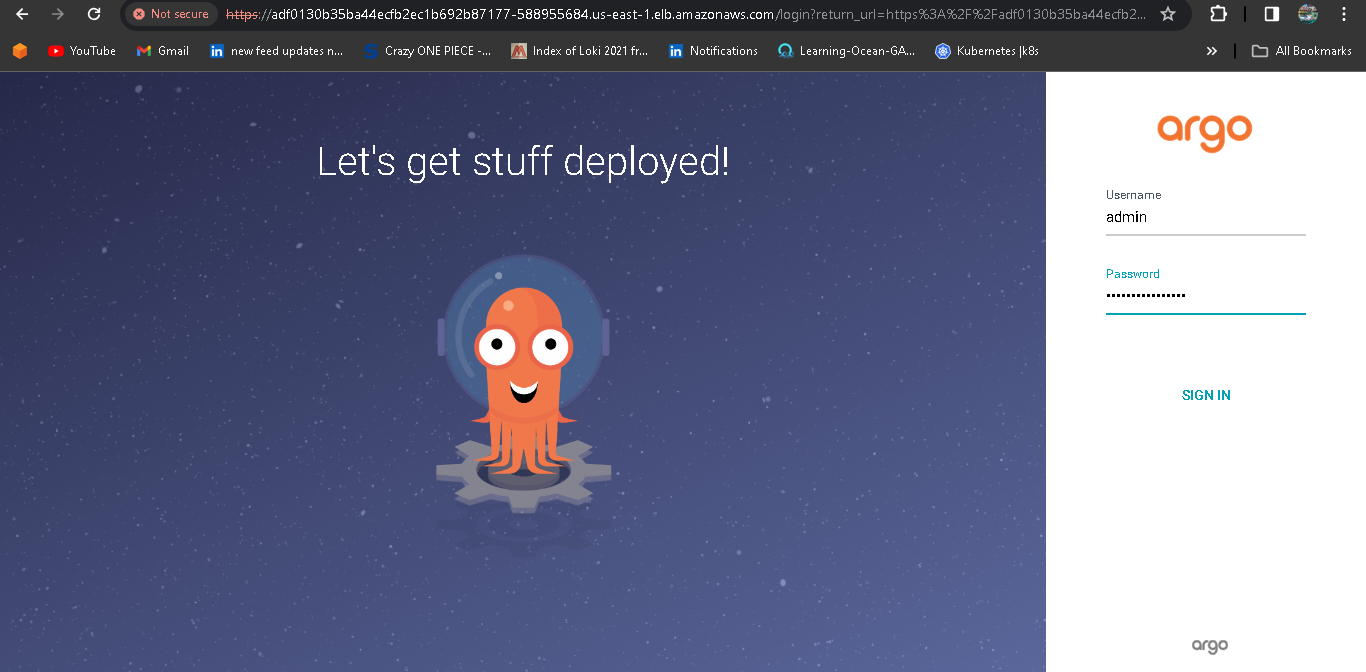 Not secure
https://adf0130b35ba44ecfb2ec1b692b87177-588955684.us-east-1.elb.amazonaws.com/login?return_url=https%3A%2F%2Fadf0130b35ba44ecfb2...
YouTube
Gmail
new feed updates n...
Crazy ONE PIECE -...
Index of Loki 2021 fr...
Notifications
Learning-Ocean-GA...
Kubernetes |k8s
»
All Bookmarks
Let's get stuff deployed!
argo
Username
admin
Password
••••••••••••••••
SIGN IN
argo